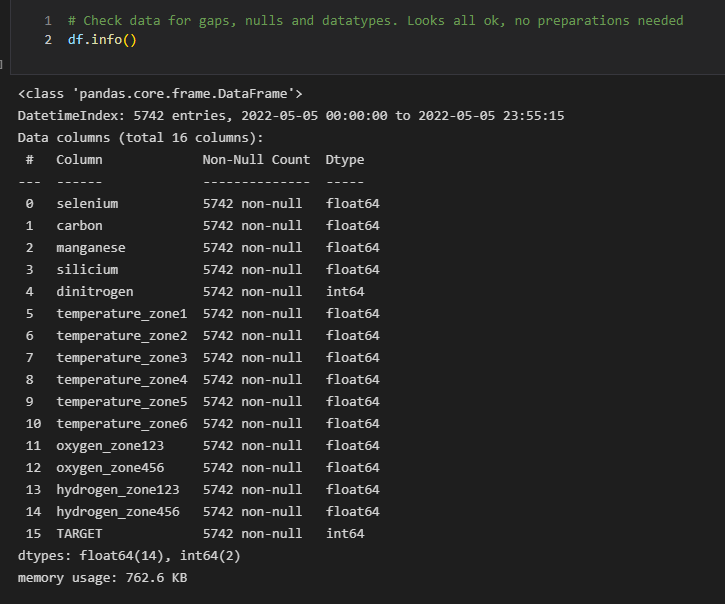 1 # Check data for gaps, nulls and datatypes. Looks all ok, no preparations needed
2 df.info()
]
<class 'pandas.core.frame.DataFrame'>
DatetimeIndex: 5742 entries, 2022-05-05 00:00:00 to 2022-05-05 23:55:15
Data columns (total 16 columns):
 #   Column             Non-Null Count  Dtype
---  ------             --------------  -----
 0   selenium           5742 non-null   float64
 1   carbon             5742 non-null   float64
 2   manganese          5742 non-null   float64
 3   silicium           5742 non-null   float64
 4   dinitrogen         5742 non-null   int64
 5   temperature_zone1  5742 non-null   float64
 6   temperature_zone2  5742 non-null   float64
 7   temperature_zone3  5742 non-null   float64
 8   temperature_zone4  5742 non-null   float64
 9   temperature_zone5  5742 non-null   float64
 10  temperature_zone6  5742 non-null   float64
 11  oxygen_zone123     5742 non-null   float64
 12  oxygen_zone456     5742 non-null   float64
 13  hydrogen_zone123   5742 non-null   float64
 14  hydrogen_zone456   5742 non-null   float64
 15  TARGET             5742 non-null   int64
dtypes: float64(14), int64(2)
memory usage: 762.6 KB